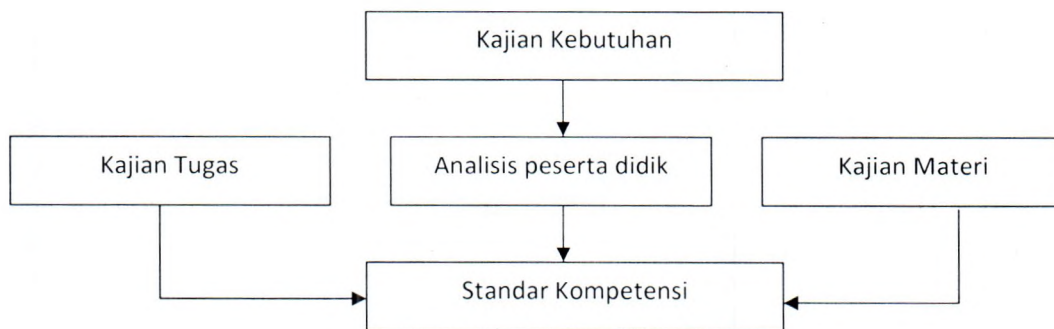 Kajian Kebutuhan
Kajian Tugas
Analisis peserta didik
Kajian Materi
Standar Kompetensi